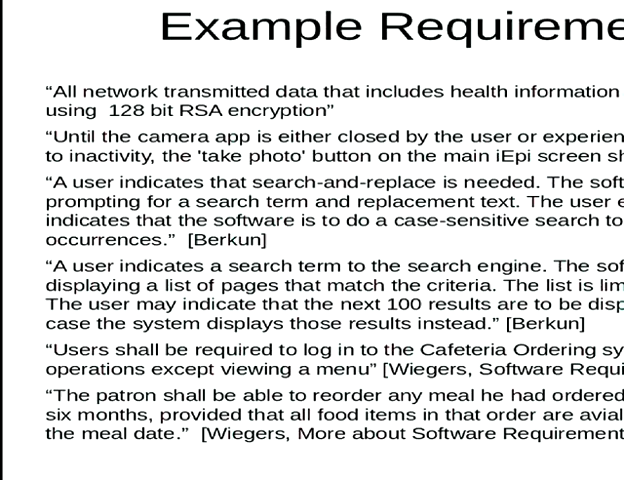 Example Requireme
“All network transmitted data that includes health information
using 128 bit RSA encryption”
“Until the camera app is either closed by the user or experien
to inactivity, the 'take photo' button on the main iEpi screen sh
“A user indicates that search-and-replace is needed. The soft
prompting for a search term and replacement text. The user e
indicates that the software is to do a case-sensitive search to
occurrences.” [Berkun]
“A user indicates a search term to the search engine. The sof
displaying a list of pages that match the criteria. The list is lim
The user may indicate that the next 100 results are to be disp
case the system displays those results instead.” [Berkun]
“Users shall be required to log in to the Cafeteria Ordering sy
operations except viewing a menu” [Wiegers, Software Requi
“The patron shall be able to reorder any meal he had ordered
six months, provided that all food items in that order are avial
the meal date.” [Wiegers, More about Software Requirement